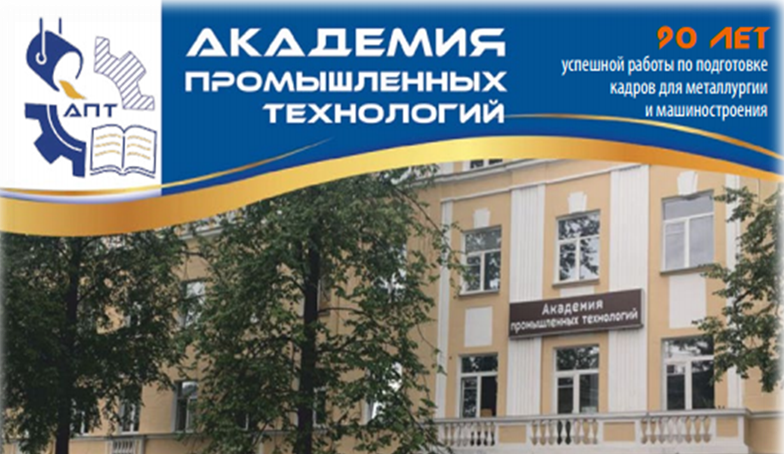 АПТ
АКАДЕМИЯ
ПРОМЫШЛЕННЫХ
ТЕХНОЛОГИЙ
90 ЛЕТ
успешной работы по подготовке
кадров для металлургии
и машиностроения
Академия
промышленных технологий